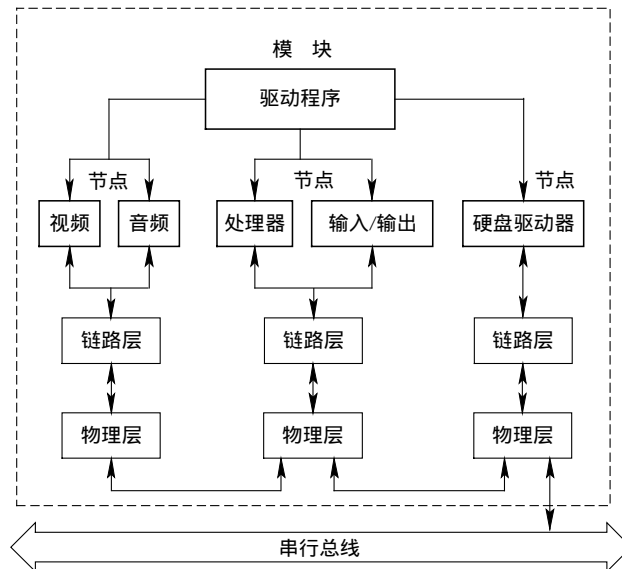 模 块
驱动程序
节点 节点 节点
视频 音频 处理器 输入/输出 硬盘驱动器
链路层 链路层 链路层
物理层 物理层 物理层
串行总线